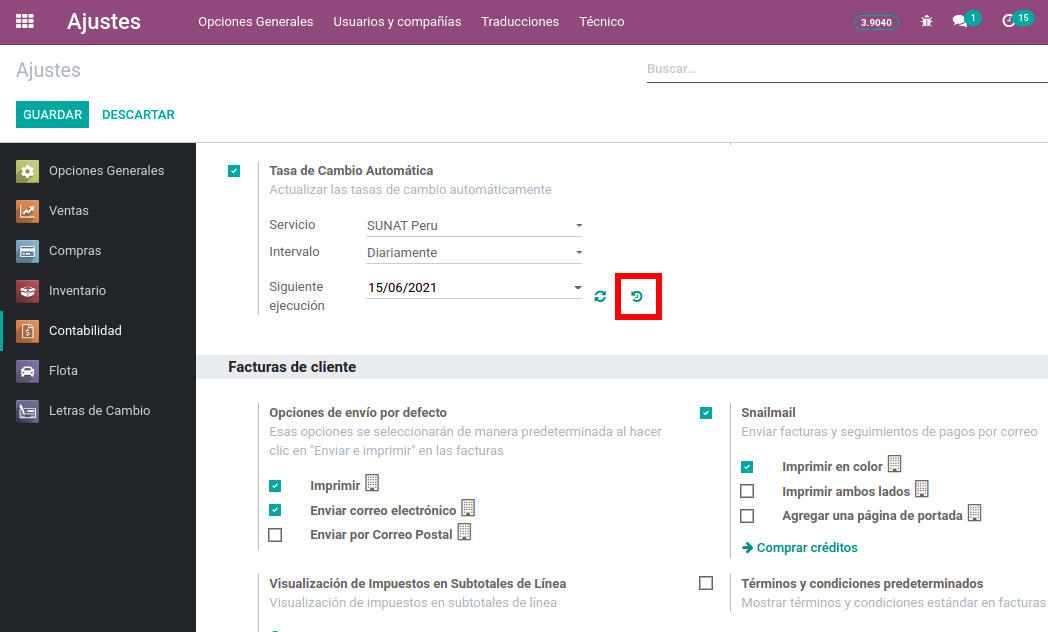 Ajustes
Opciones Generales
Usuarios y compañías
Traducciones
Técnico
3.9040
1
15
Ajustes
Buscar...
GUARDAR
DESCARTAR
Opciones Generales
Ventas
Compras
Inventario
Contabilidad
Flota
Letras de Cambio
Tasa de Cambio Automática
Actualizar las tasas de cambio automáticamente
Servicio
SUNAT Peru
Intervalo
Diariamente
Siguiente
ejecución
15/06/2021
Facturas de cliente
Opciones de envío por defecto
Esas opciones se seleccionarán de manera predeterminada al hacer
clic en "Enviar e imprimir" en las facturas
Imprimir
Enviar correo electrónico
Enviar por Correo Postal
Snailmail
Enviar facturas y seguimientos de pagos por correo
Imprimir en color
Imprimir ambos lados
Agregar una página de portada
Comprar créditos
Visualización de Impuestos en Subtotales de Línea
Visualización de impuestos en subtotales de línea
Términos y condiciones predeterminados
Mostrar términos y condiciones estándar en facturas